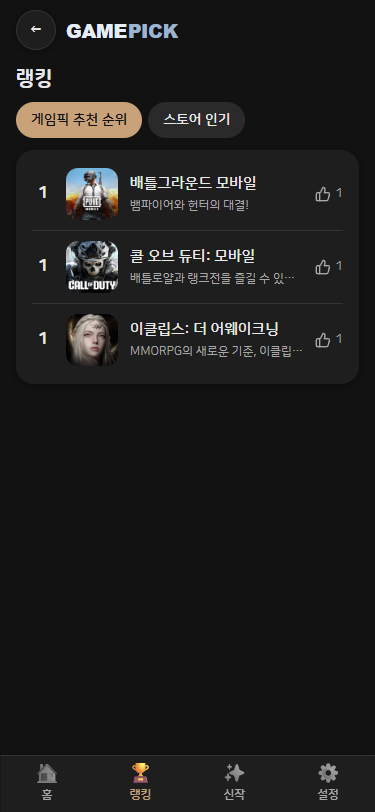 ←
GAMEPICK
랭킹
게임픽 추천 순위
스토어 인기
1
PUBG
MOBILE
배틀그라운드 모바일
뱀파이어와 헌터의 대결!
1
1
CALL OF DUTY
콜 오브 듀티: 모바일
배틀로얄과 랭크전을 즐길 수 있…
1
1
이클립스: 더 어웨이크닝
MMORPG의 새로운 기준, 이클립…
1
홈
랭킹
신작
설정